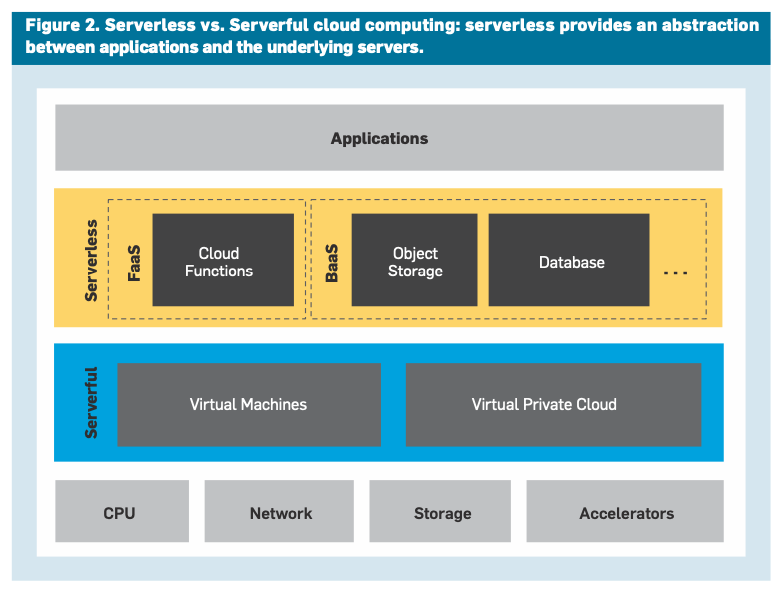 Figure 2. Serverless vs. Serverful cloud computing: serverless provides an abstraction
between applications and the underlying servers.
Applications
Serverless
FaaS
Cloud
Functions
BaaS
Object
Storage
Database
...
Serverful
Virtual Machines
Virtual Private Cloud
CPU
Network
Storage
Accelerators